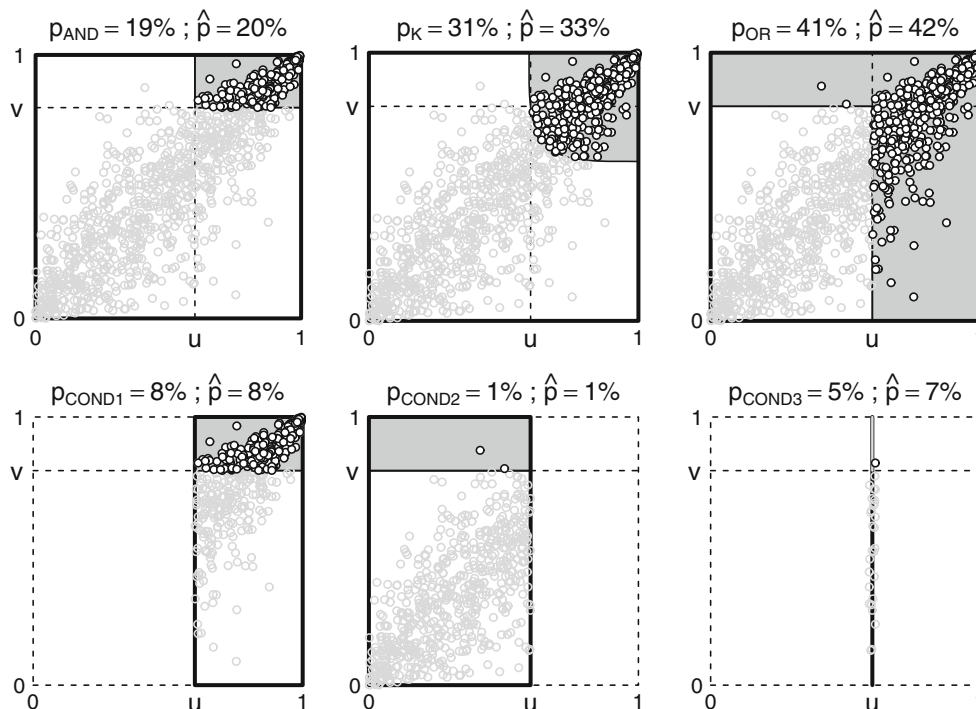 p_AND = 19% ; p̂ = 20%
p_K = 31% ; p̂ = 33%
p_OR = 41% ; p̂ = 42%
1
v
0
0 u 1
1
v
0
0 u 1
1
v
0
0 u 1
p_COND1 = 8% ; p̂ = 8%
p_COND2 = 1% ; p̂ = 1%
p_COND3 = 5% ; p̂ = 7%
1
v
0
0 u 1
1
v
0
0 u 1
1
v
0
0 u 1